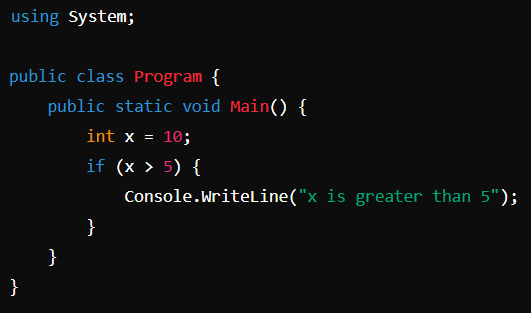 using System;

public class Program {
    public static void Main() {
        int x = 10;
        if (x > 5) {
            Console.WriteLine("x is greater than 5");
        }
    }
}